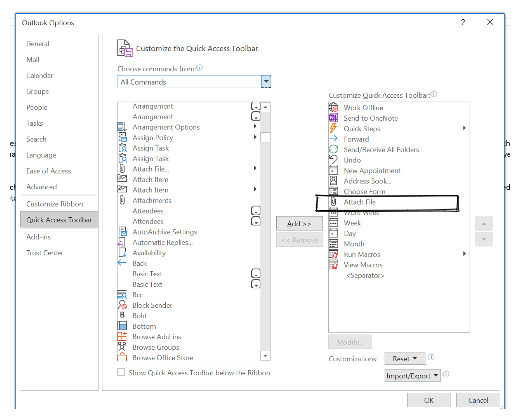 Outlook Options
?
General
Mail
Calendar
Groups
People
Tasks
Search
Language
Ease of Access
Advanced
Customize Ribbon
Quick Access Toolbar
Add-ins
Trust Center
Customize the Quick Access Toolbar.
Choose commands from:
All Commands
Arrangement
Arrangement
Arrangement Options
Assign Policy
Assign Task
Assign Task
Attach File...
Attach Item
Attach Item
Attachments
Attendees
Attendees
AutoArchive Settings
Automatic Replies...
Availability
Back
Basic Text
Basic Text
Bcc
Block Sender
Bold
Bottom
Browse Add-ins
Browse Groups
Browse Office Store
Show Quick Access Toolbar below the Ribbon
Add >>
<< Remove
Customize Quick Access Toolbar:
Work Offline
Send to OneNote
Quick Steps
Forward
Send/Receive All Folders
Undo
New Appointment
Address Book...
Choose Form
Attach File
Work Week
Week
Day
Month
Run Macros
View Macros
<Separator>
Modify...
Customizations:
Reset
Import/Export
OK
Cancel